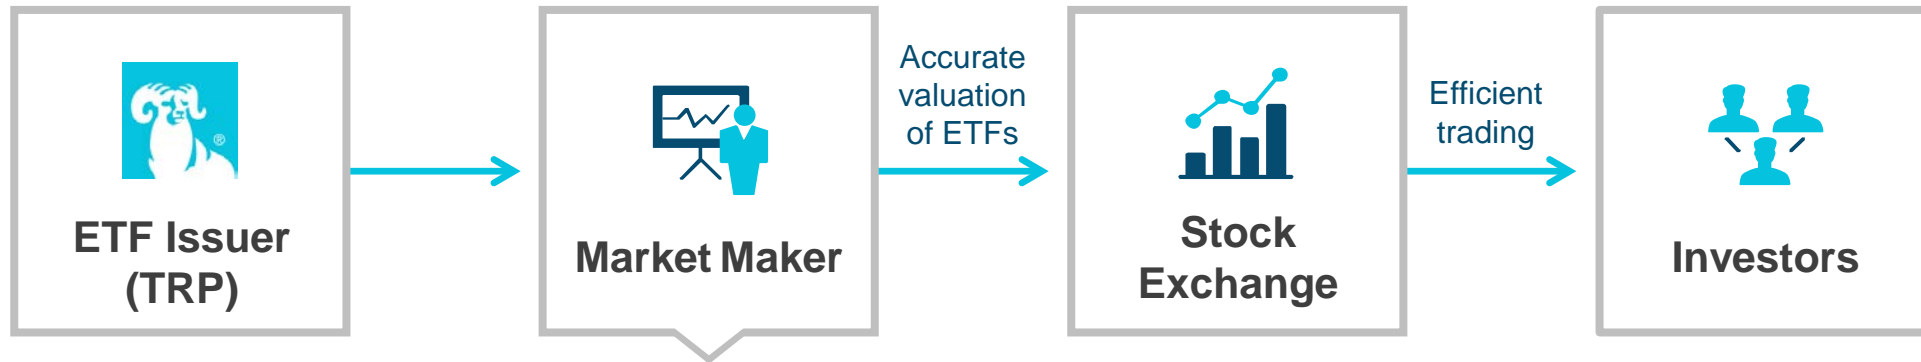 ETF Issuer
(TRP)
Market Maker
Accurate
valuation
of ETFs
Stock
Exchange
Efficient
trading
Investors
®